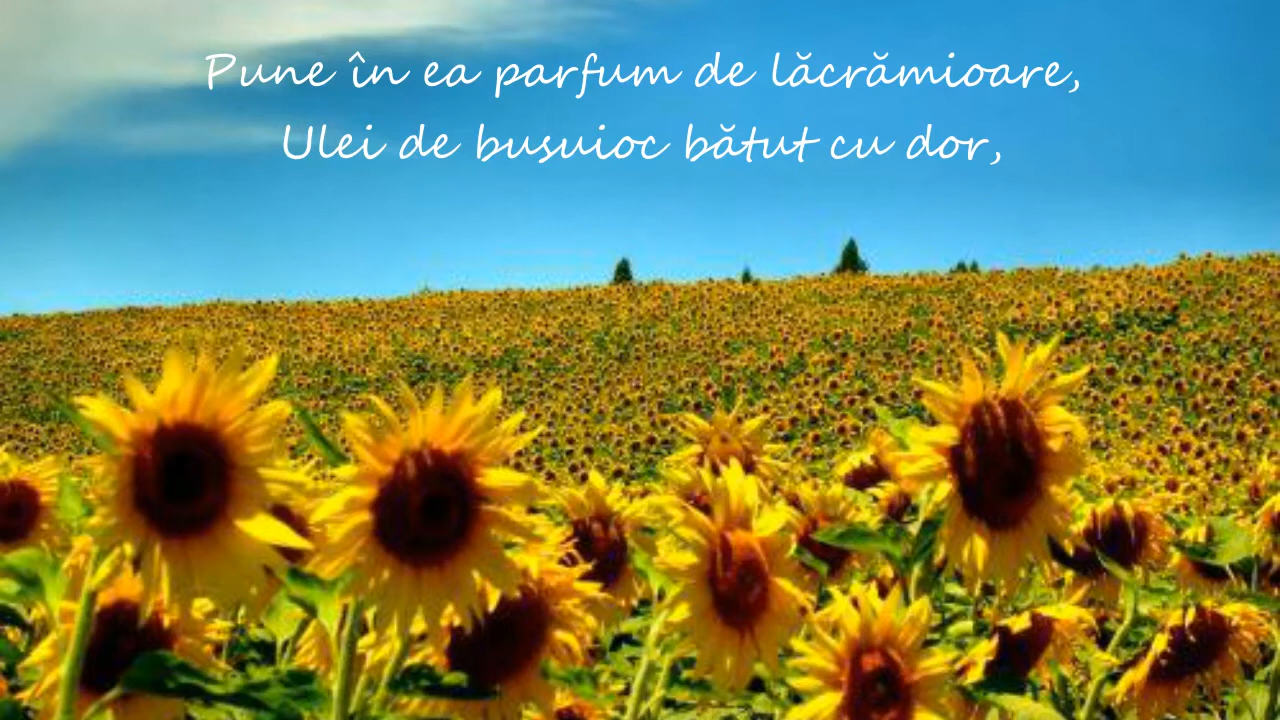 Pune în ea parfum de lăcrămioare,
Ulei de busuioc bătut cu dor,